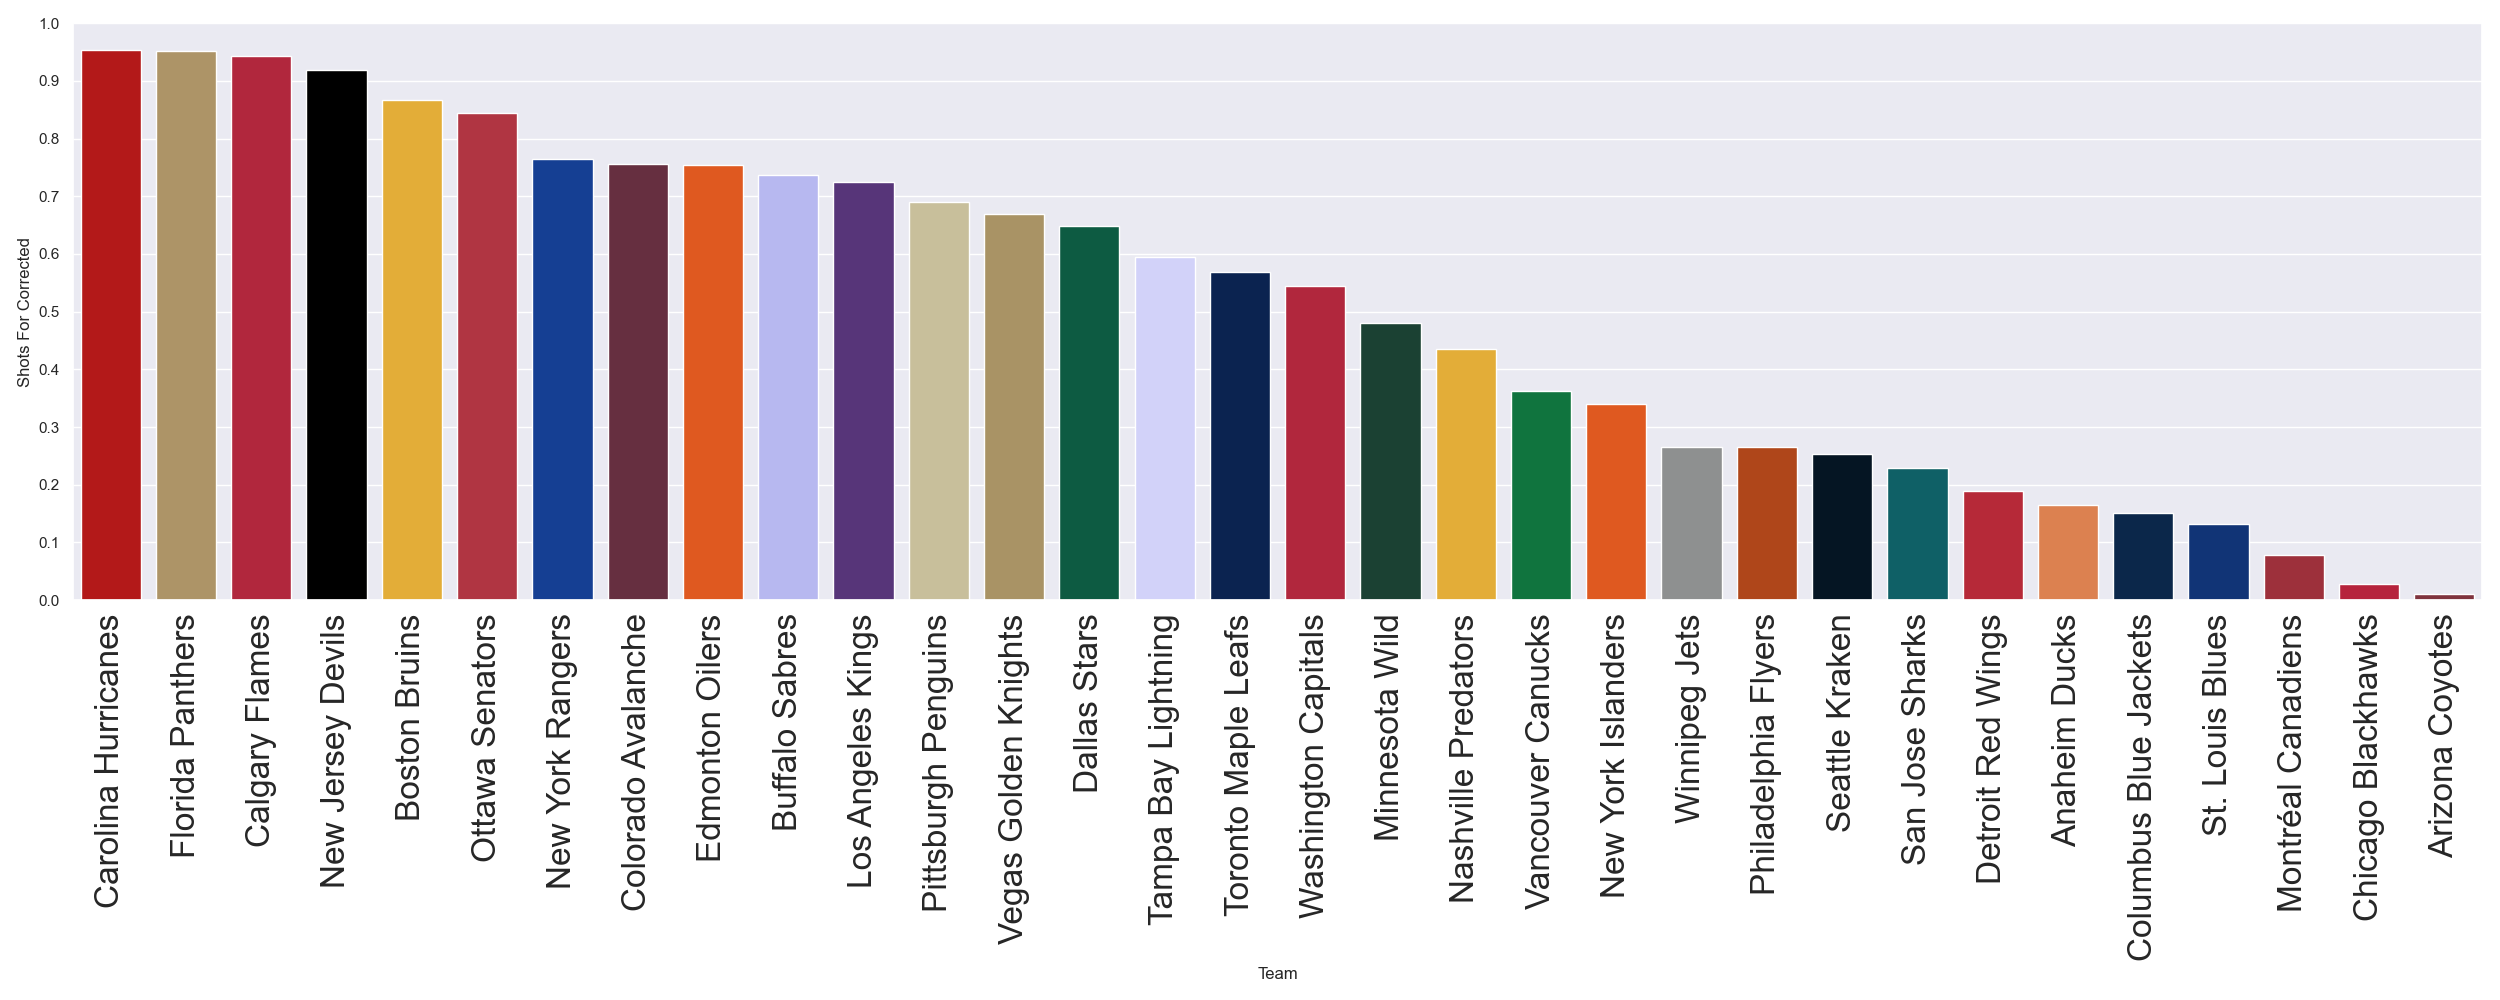 1.0
0.9
0.8
0.7
0.6
0.5
0.4
0.3
0.2
0.1
0.0
Shots For Corrected
Carolina Hurricanes
Florida Panthers
Calgary Flames
New Jersey Devils
Boston Bruins
Ottawa Senators
New York Rangers
Colorado Avalanche
Edmonton Oilers
Buffalo Sabres
Los Angeles Kings
Pittsburgh Penguins
Vegas Golden Knights
Dallas Stars
Tampa Bay Lightning
Toronto Maple Leafs
Washington Capitals
Minnesota Wild
Nashville Predators
Vancouver Canucks
New York Islanders
Winnipeg Jets
Philadelphia Flyers
Seattle Kraken
San Jose Sharks
Detroit Red Wings
Anaheim Ducks
Columbus Blue Jackets
St. Louis Blues
Montréal Canadiens
Chicago Blackhawks
Arizona Coyotes
Team